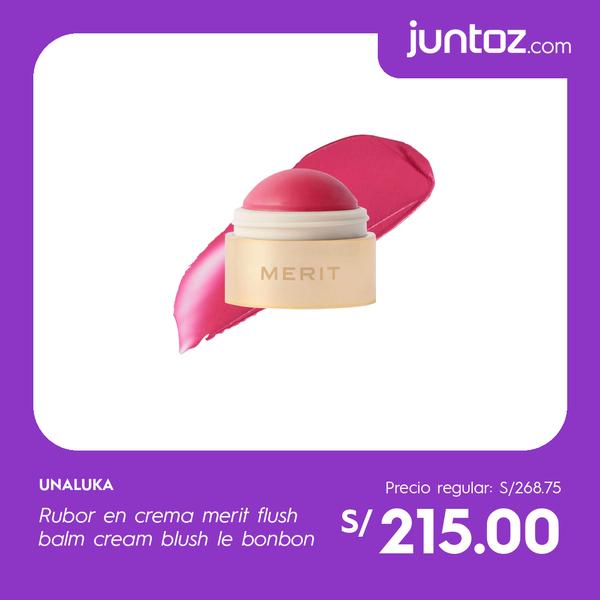 juntoz.com
MERIT
UNALUKA
Rubor en crema merit flush
balm cream blush le bonbon
Precio regular: S/268.75
S/215.00